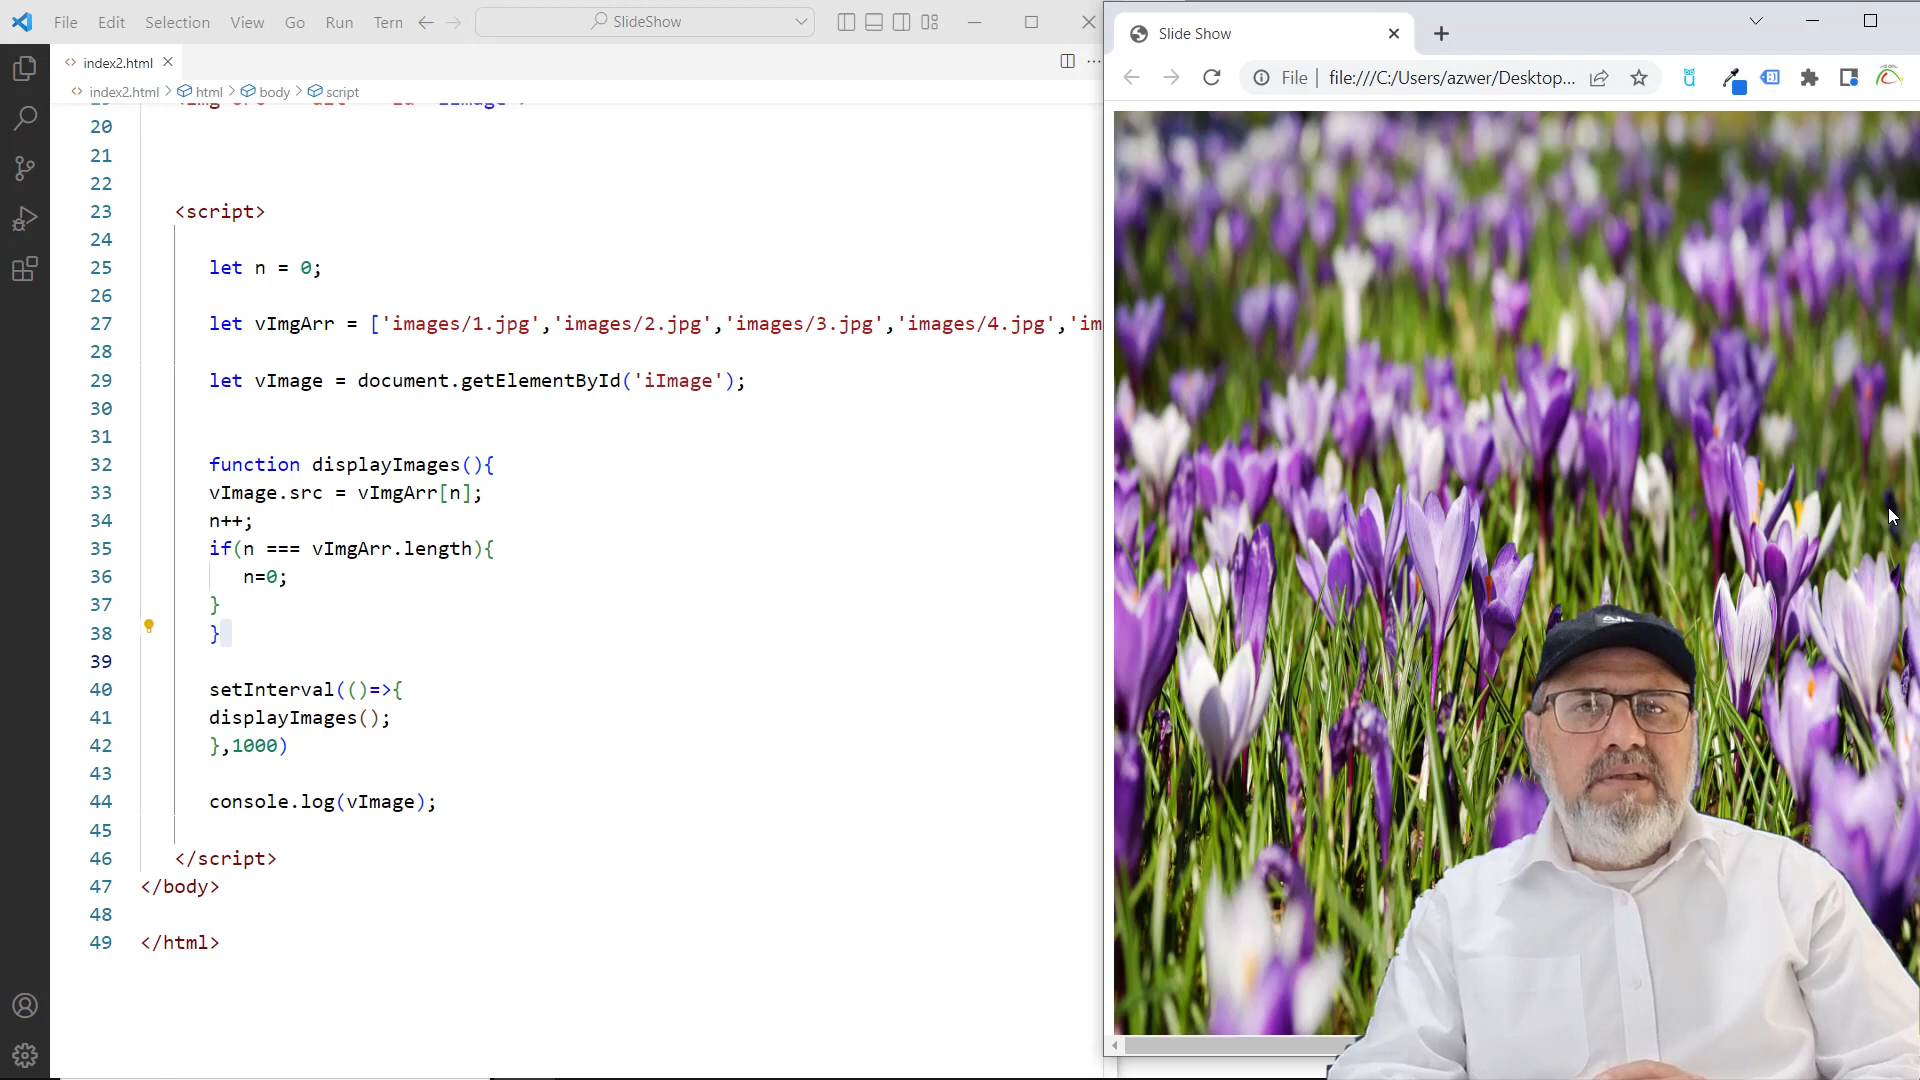 File Edit Selection View Go Run Tern SlideShow
index2.html
index2.html > html > body > script
20
21
22
23 <script>
24
25 let n = 0;
26
27 let vImgArr = ['images/1.jpg','images/2.jpg','images/3.jpg','images/4.jpg','im
28
29 let vImage = document.getElementById('iImage');
30
31
32 function displayImages(){
33 vImage.src = vImgArr[n];
34 n++;
35 if(n === vImgArr.length){
36 n=0;
37 }
38 }
39
40 setInterval(()=>{
41 displayImages();
42 },1000)
43
44 console.log(vImage);
45
46 </script>
47 </body>
48
49 </html>
Slide Show
File | file:///C:/Users/azwer/Desktop...